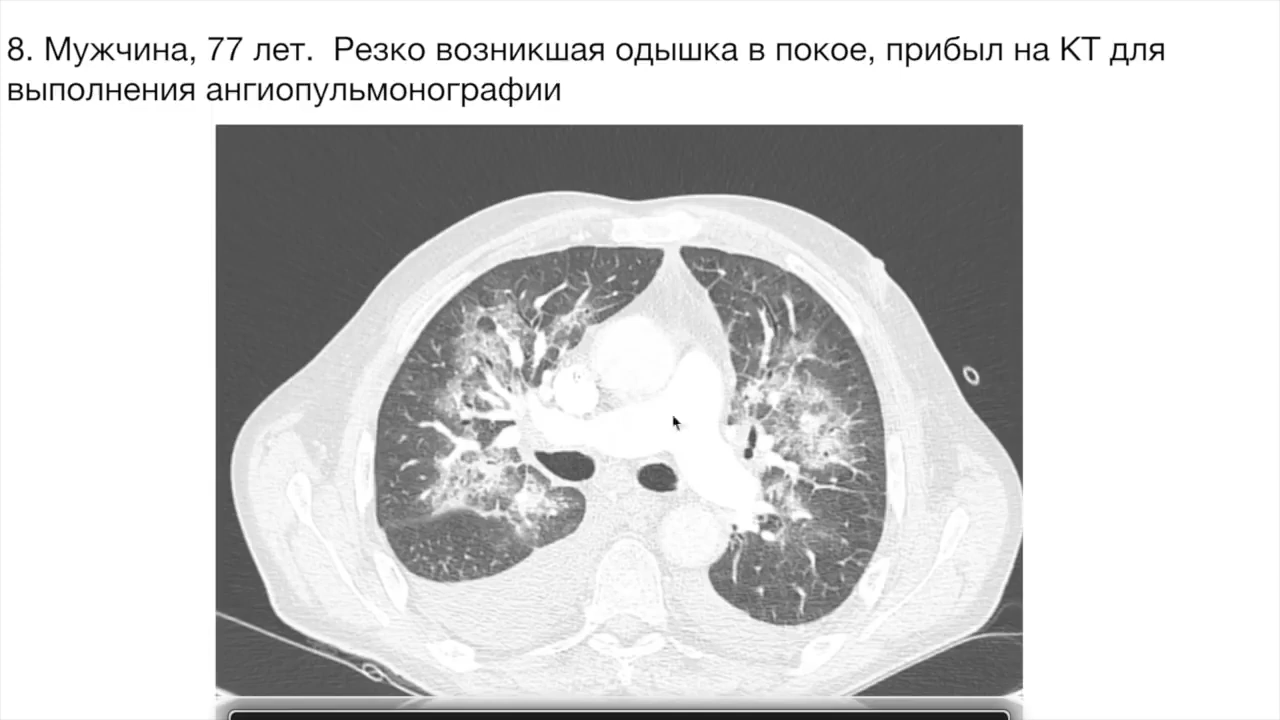 8. Мужчина, 77 лет.  Резко возникшая одышка в покое, прибыл на КТ для
выполнения ангиопульмонографии